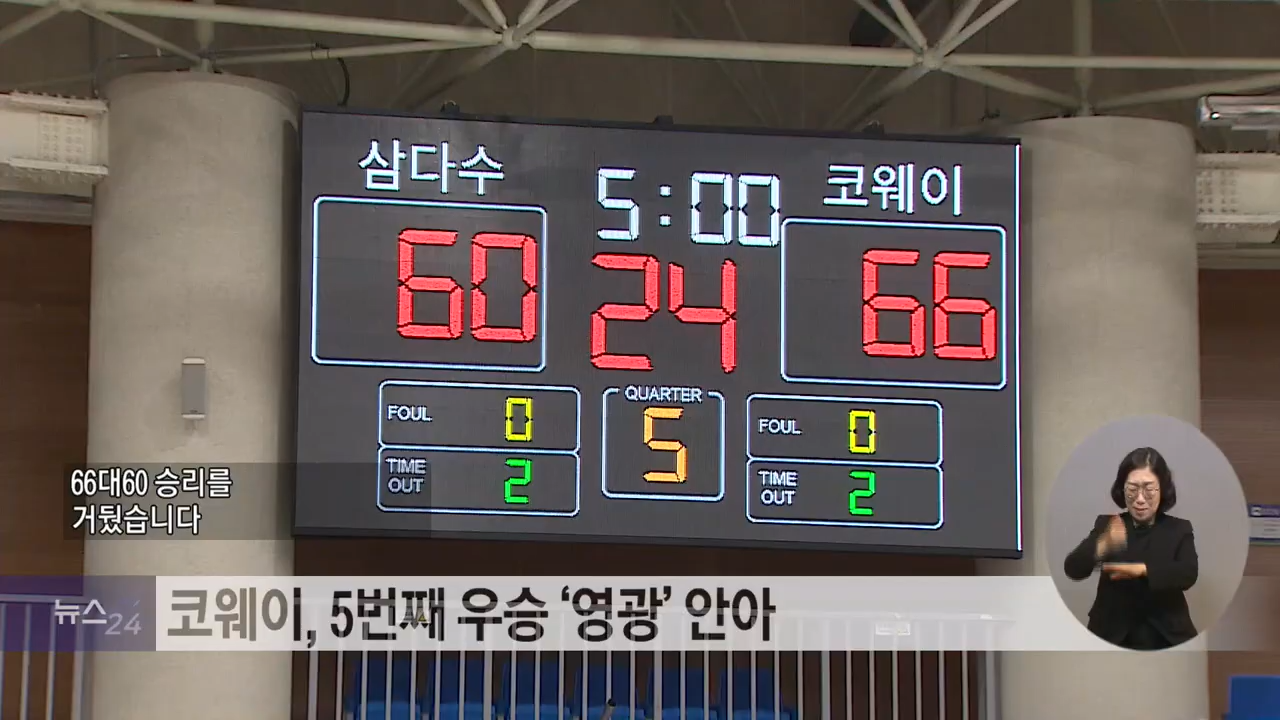 삼다수
5:00
코웨이
60
24
66
QUARTER
5
FOUL 0
TIME
OUT 2
FOUL 0
TIME
OUT 2
66대60 승리를
거뒀습니다
뉴스24
코웨이, 5번째 우승 ‘영광’ 안아